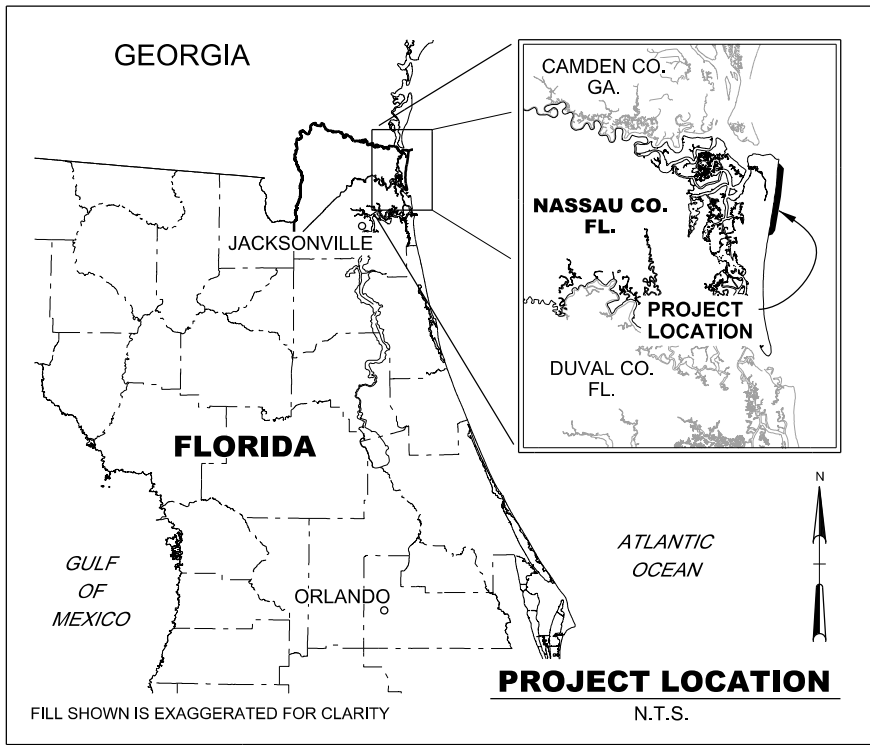 GEORGIA
CAMDEN CO.
GA.
NASSAU CO.
FL.
JACKSONVILLE
PROJECT
LOCATION
DUVAL CO.
FL.
FLORIDA
N
ATLANTIC
OCEAN
GULF
OF
MEXICO
ORLANDO
PROJECT LOCATION
N.T.S.
FILL SHOWN IS EXAGGERATED FOR CLARITY